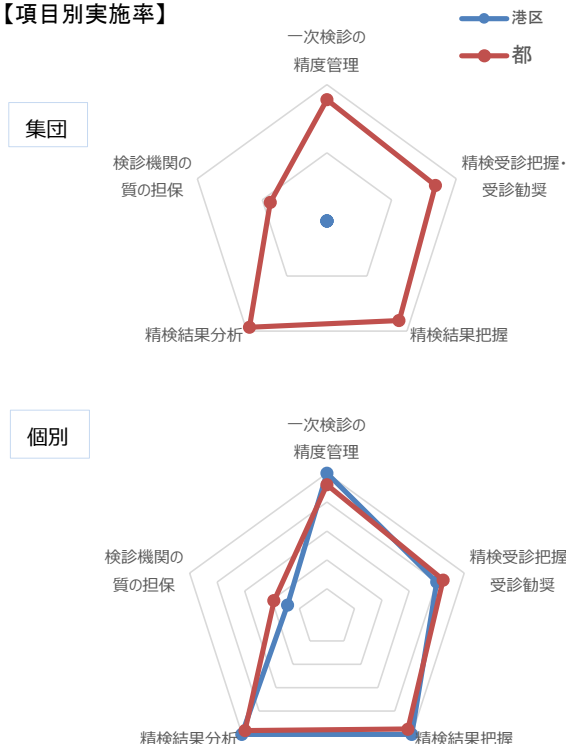 【項目別実施率】
港区
都
集団
一次検診の
精度管理
精検受診把握・
受診勧奨
精検結果把握
精検結果分析
検診機関の
質の担保
個別
一次検診の
精度管理
精検受診把握
受診勧奨
精検結果把握
精検結果分析
検診機関の
質の担保